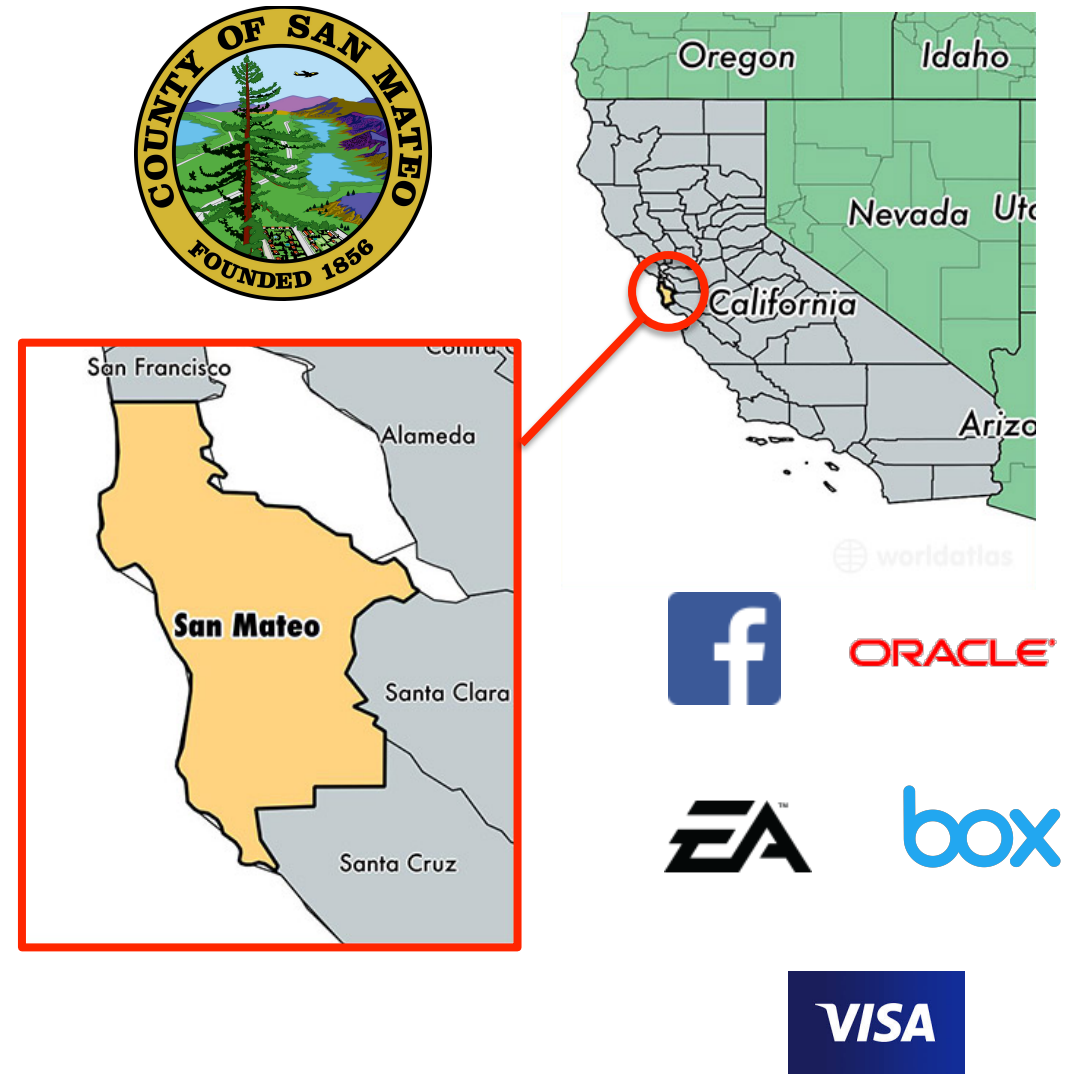 COUNTY OF SAN MATEO
FOUNDED 1856
Oregon
Idaho
Nevada
California
worldatlas
San Francisco
Alameda
San Mateo
Santa Clara
Santa Cruz
f
ORACLE
EA™
box
VISA